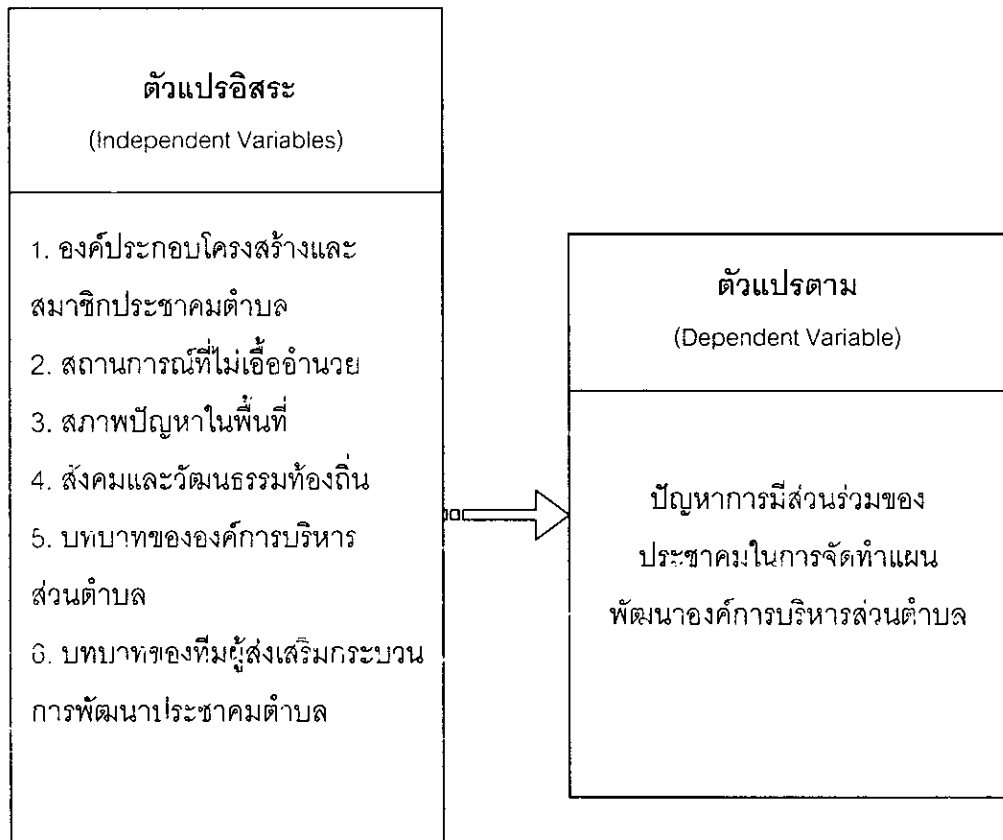 ตัวแปรอิสระ
(Independent Variables)
1. องค์ประกอบโครงสร้างและ
สมาชิกประชาคมตำบล
2. สถานการณ์ที่ไม่เอื้ออำนวย
3. สภาพปัญหาในพื้นที่
4. สังคมและวัฒนธรรมท้องถิ่น
5. บทบาทขององค์การบริหาร
ส่วนตำบล
6. บทบาทของทีมผู้ส่งเสริมกระบวน
การพัฒนาประชาคมตำบล
ตัวแปรตาม
(Dependent Variable)
ปัญหาการมีส่วนร่วมของ
ประชาคมในการจัดทำแผน
พัฒนาองค์การบริหารส่วนตำบล